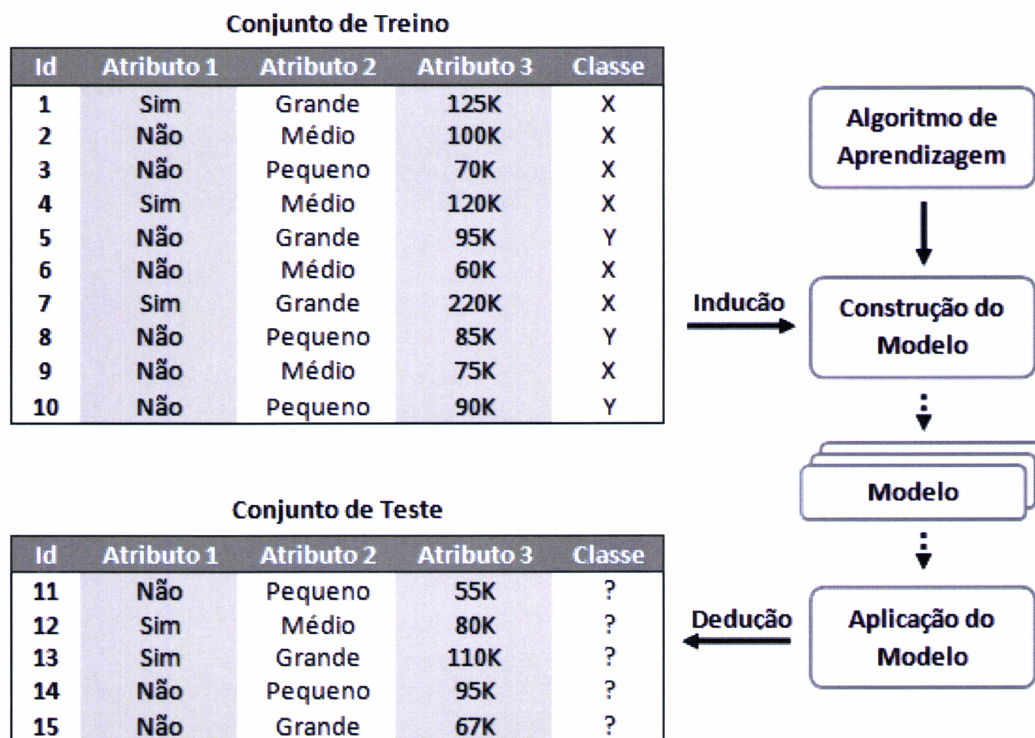 Conjunto de Treino
Id Atributo 1 Atributo 2 Atributo 3 Classe
1 Sim Grande 125K X
2 Não Médio 100K X
3 Não Pequeno 70K X
4 Sim Médio 120K X
5 Não Grande 95K Y
6 Não Médio 60K X
7 Sim Grande 220K X
8 Não Pequeno 85K Y
9 Não Médio 75K X
10 Não Pequeno 90K Y
Algoritmo de
Aprendizagem
Inducão
Construção do
Modelo
Modelo
Conjunto de Teste
Id Atributo 1 Atributo 2 Atributo 3 Classe
11 Não Pequeno 55K ?
12 Sim Médio 80K ?
13 Sim Grande 110K ?
14 Não Pequeno 95K ?
15 Não Grande 67K ?
Dedução
Aplicação do
Modelo